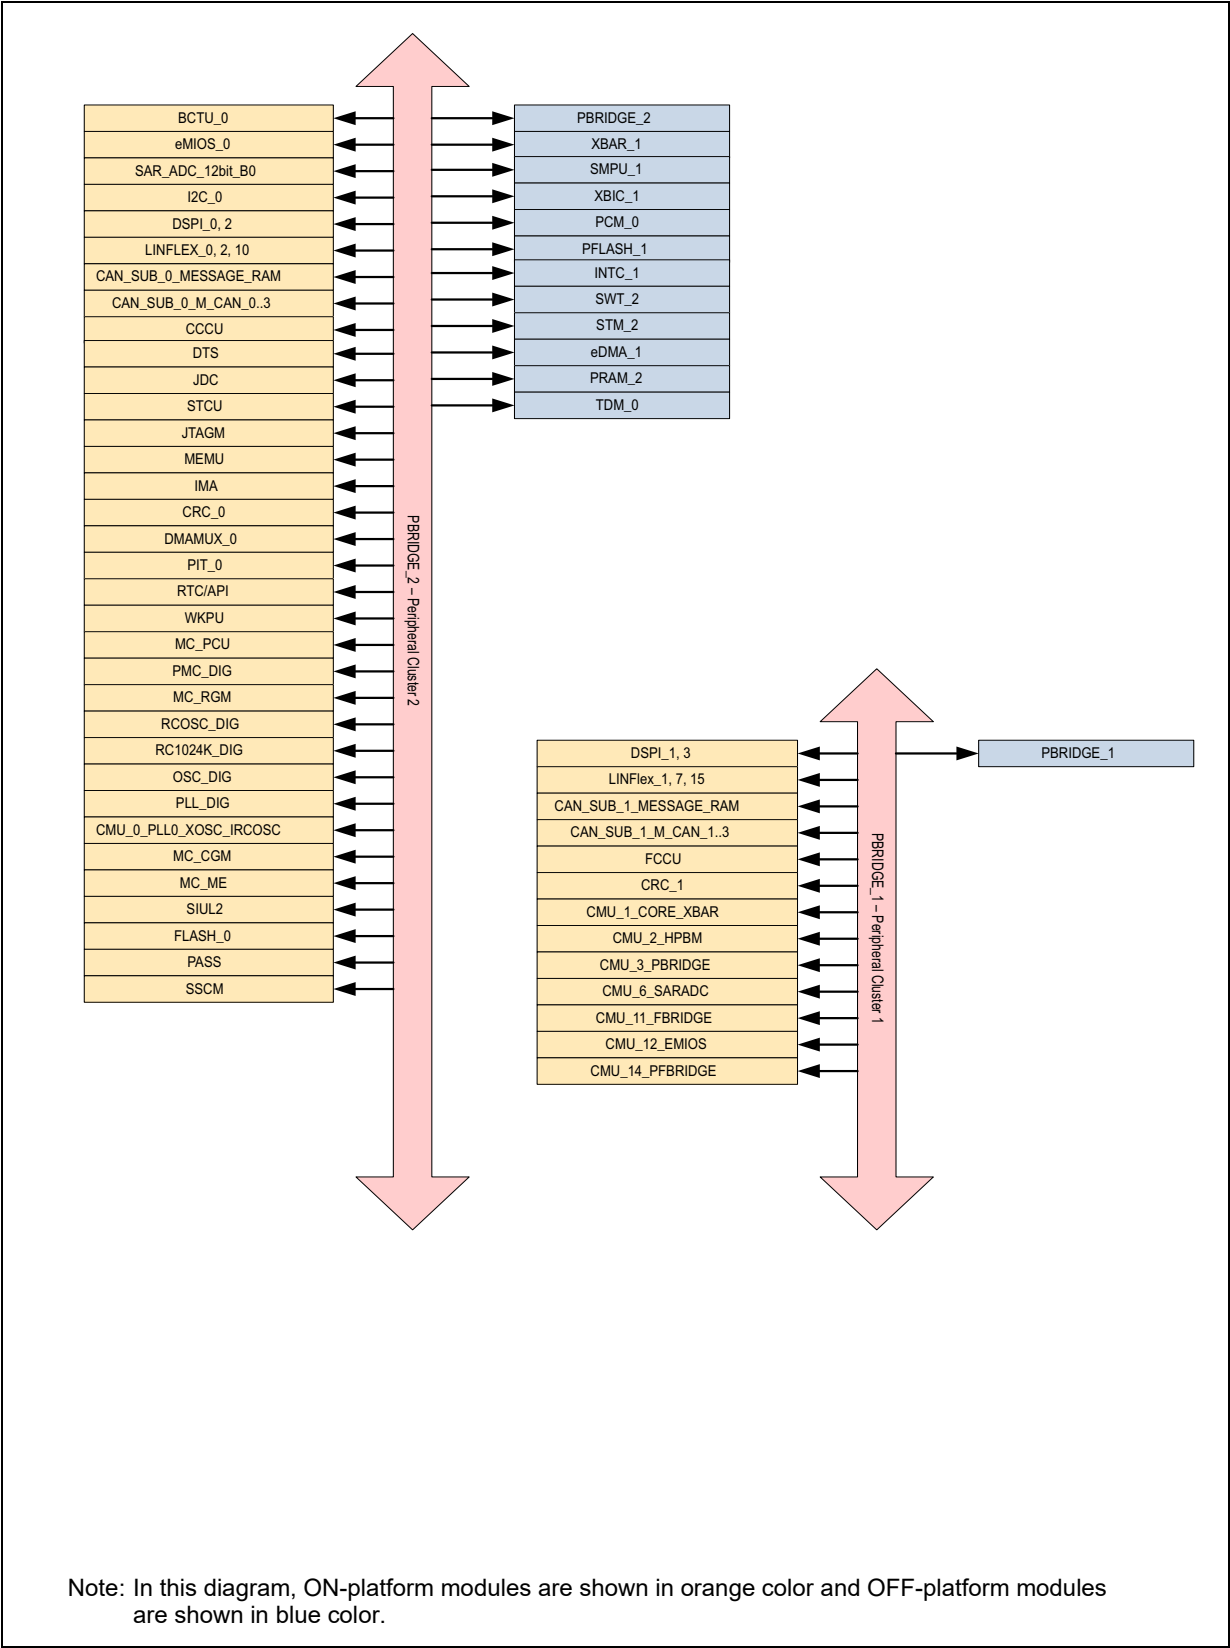 BCTU_0
eMIOS_0
SAR_ADC_12bit_B0
I2C_0
DSPI_0, 2
LINFLEX_0, 2, 10
CAN_SUB_0_MESSAGE_RAM
CAN_SUB_0_M_CAN_0..3
CCCU
DTS
JDC
STCU
JTAGM
MEMU
IMA
CRC_0
DMAMUX_0
PIT_0
RTC/API
WKPU
MC_PCU
PMC_DIG
MC_RGM
RCOSC_DIG
RC1024K_DIG
OSC_DIG
PLL_DIG
CMU_0_PLL0_XOSC_IRCOSC
MC_CGM
MC_ME
SIUL2
FLASH_0
PASS
SSCM
PBRIDGE_2 – Peripheral Cluster 2
PBRIDGE_2
XBAR_1
SMPU_1
XBIC_1
PCM_0
PFLASH_1
INTC_1
SWT_2
STM_2
eDMA_1
PRAM_2
TDM_0
DSPI_1, 3
LINFlex_1, 7, 15
CAN_SUB_1_MESSAGE_RAM
CAN_SUB_1_M_CAN_1..3
FCCU
CRC_1
CMU_1_CORE_XBAR
CMU_2_HPBM
CMU_3_PBRIDGE
CMU_6_SARADC
CMU_11_FBRIDGE
CMU_12_EMIOS
CMU_14_PFBRIDGE
PBRIDGE_1 – Peripheral Cluster 1
PBRIDGE_1
Note: In this diagram, ON-platform modules are shown in orange color and OFF-platform modules
are shown in blue color.